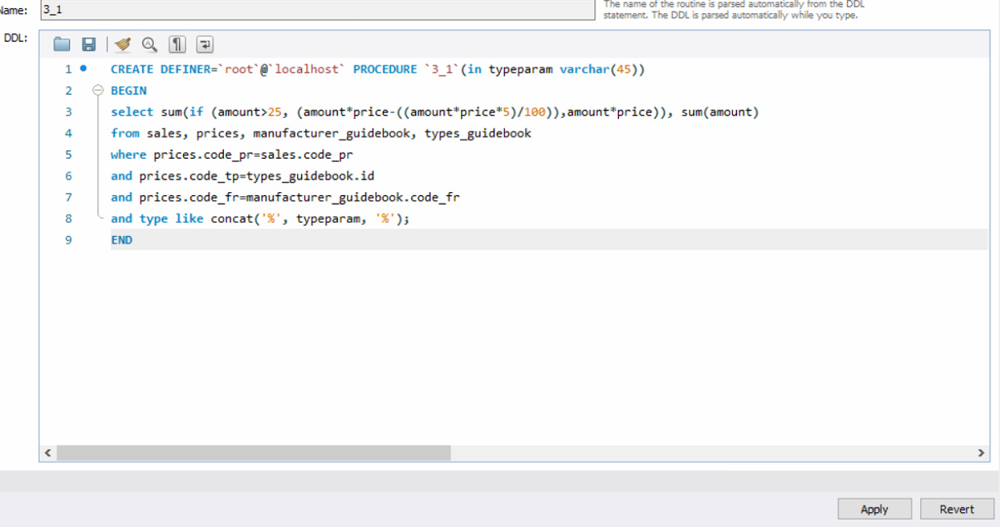 Name:
3_1
The name of the routine is parsed automatically from the DDL
statement. The DDL is parsed automatically while you type.
DDL:
1 CREATE DEFINER=`root`@`localhost` PROCEDURE `3_1`(in typeparam varchar(45))
2 BEGIN
3 select sum(if (amount>25, (amount*price-((amount*price*5)/100)),amount*price)), sum(amount)
4 from sales, prices, manufacturer_guidebook, types_guidebook
5 where prices.code_pr=sales.code_pr
6 and prices.code_tp=types_guidebook.id
7 and prices.code_fr=manufacturer_guidebook.code_fr
8 and type like concat('%', typeparam, '%');
9 END
Apply
Revert